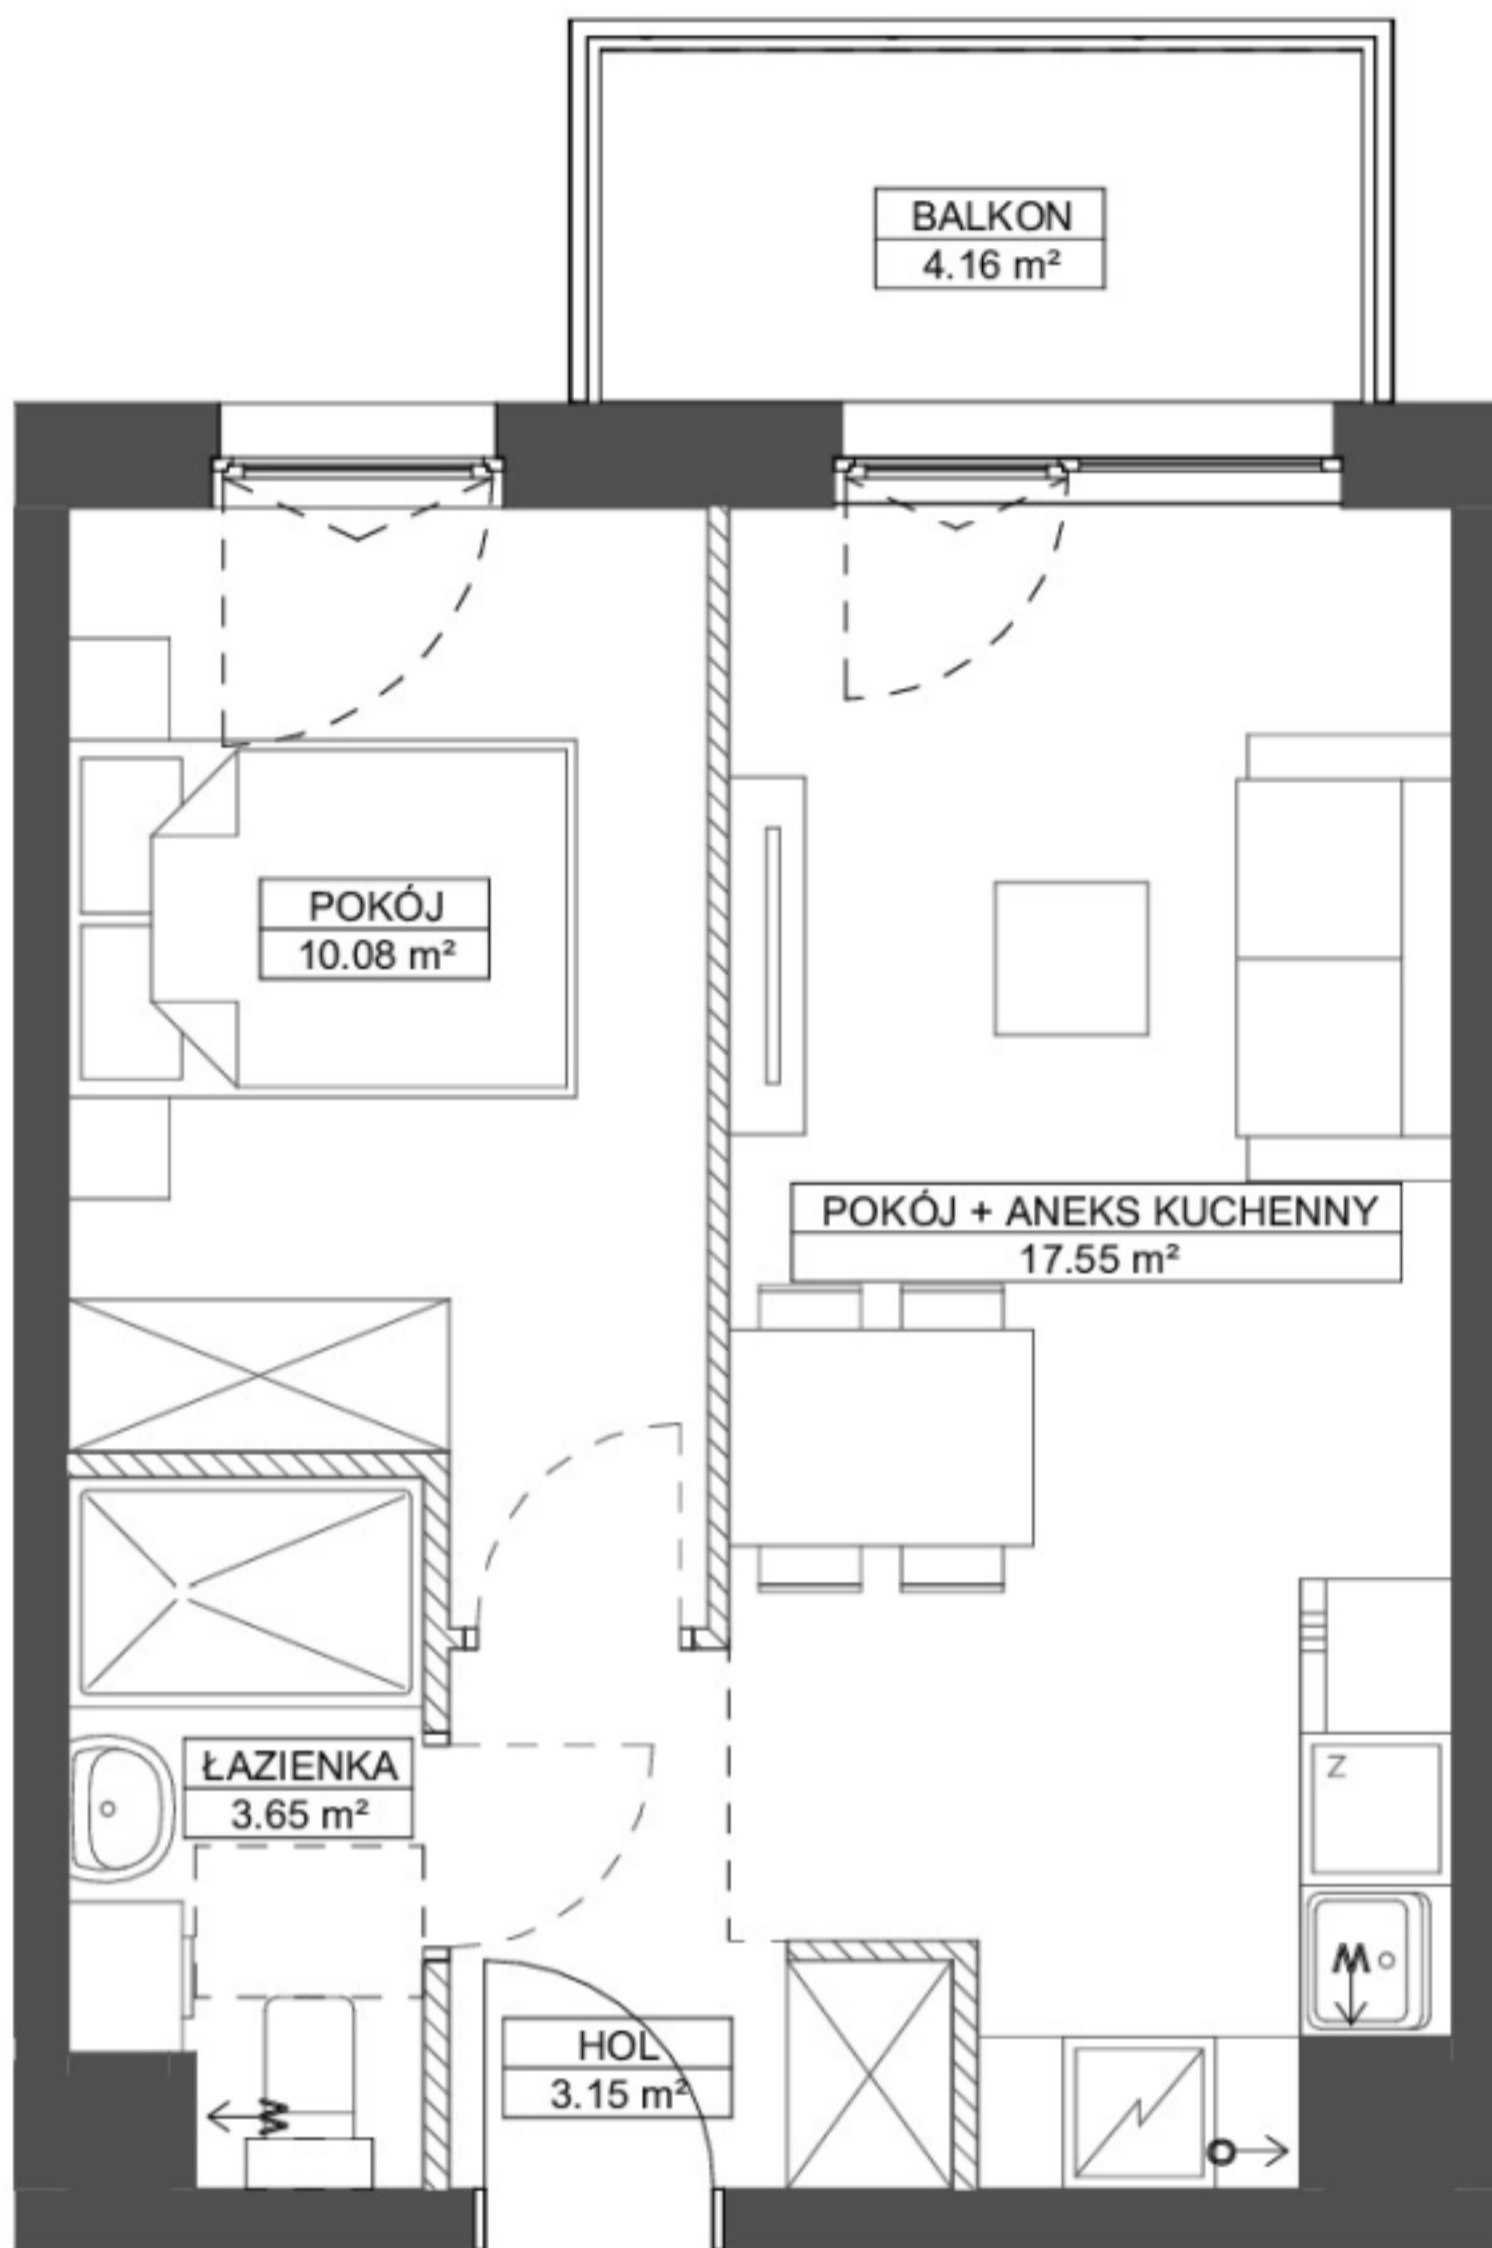 BALKON
4.16 m²
POKÓJ
10.08 m²
POKÓJ + ANEKS KUCHENNY
17.55 m²
ŁAZIENKA
3.65 m²
Z
W
HOL
3.15 m²
W